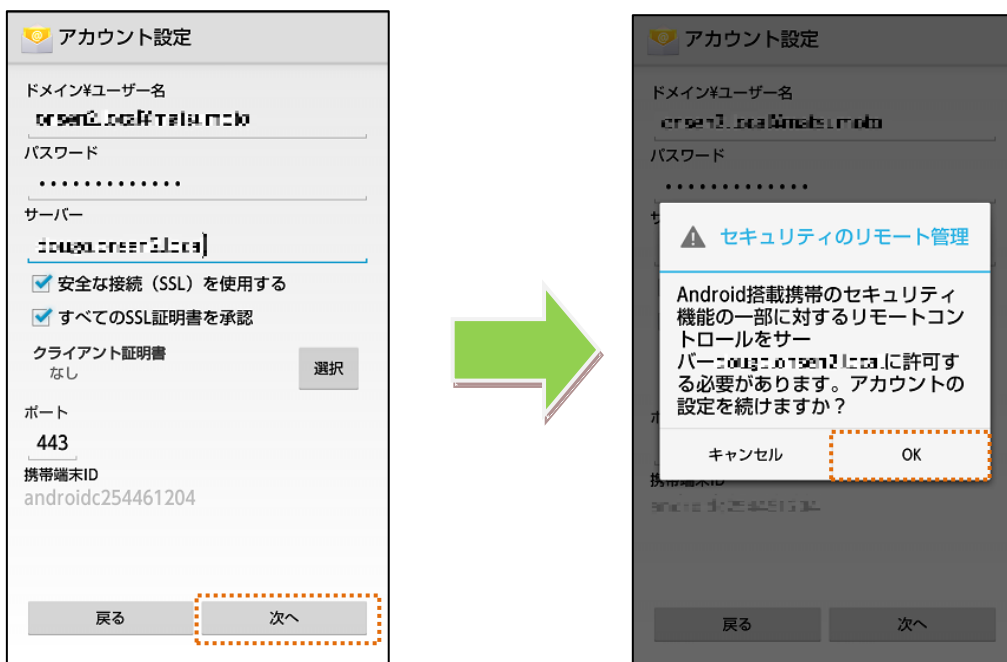 アカウント設定
ドメイン¥ユーザー名
パスワード
•••••••••••••
サーバー
安全な接続（SSL）を使用する
すべてのSSL証明書を承認
クライアント証明書
なし
選択
ポート
443
携帯端末ID
androidc254461204
戻る
次へ
アカウント設定
ドメイン¥ユーザー名
パスワード
•••••••••••••
セキュリティのリモート管理
Android搭載携帯のセキュリティ
機能の一部に対するリモートコン
トロールをサー
バー に許可す
る必要があります。アカウントの
設定を続けますか？
キャンセル
OK
携帯端末ID
戻る
次へ